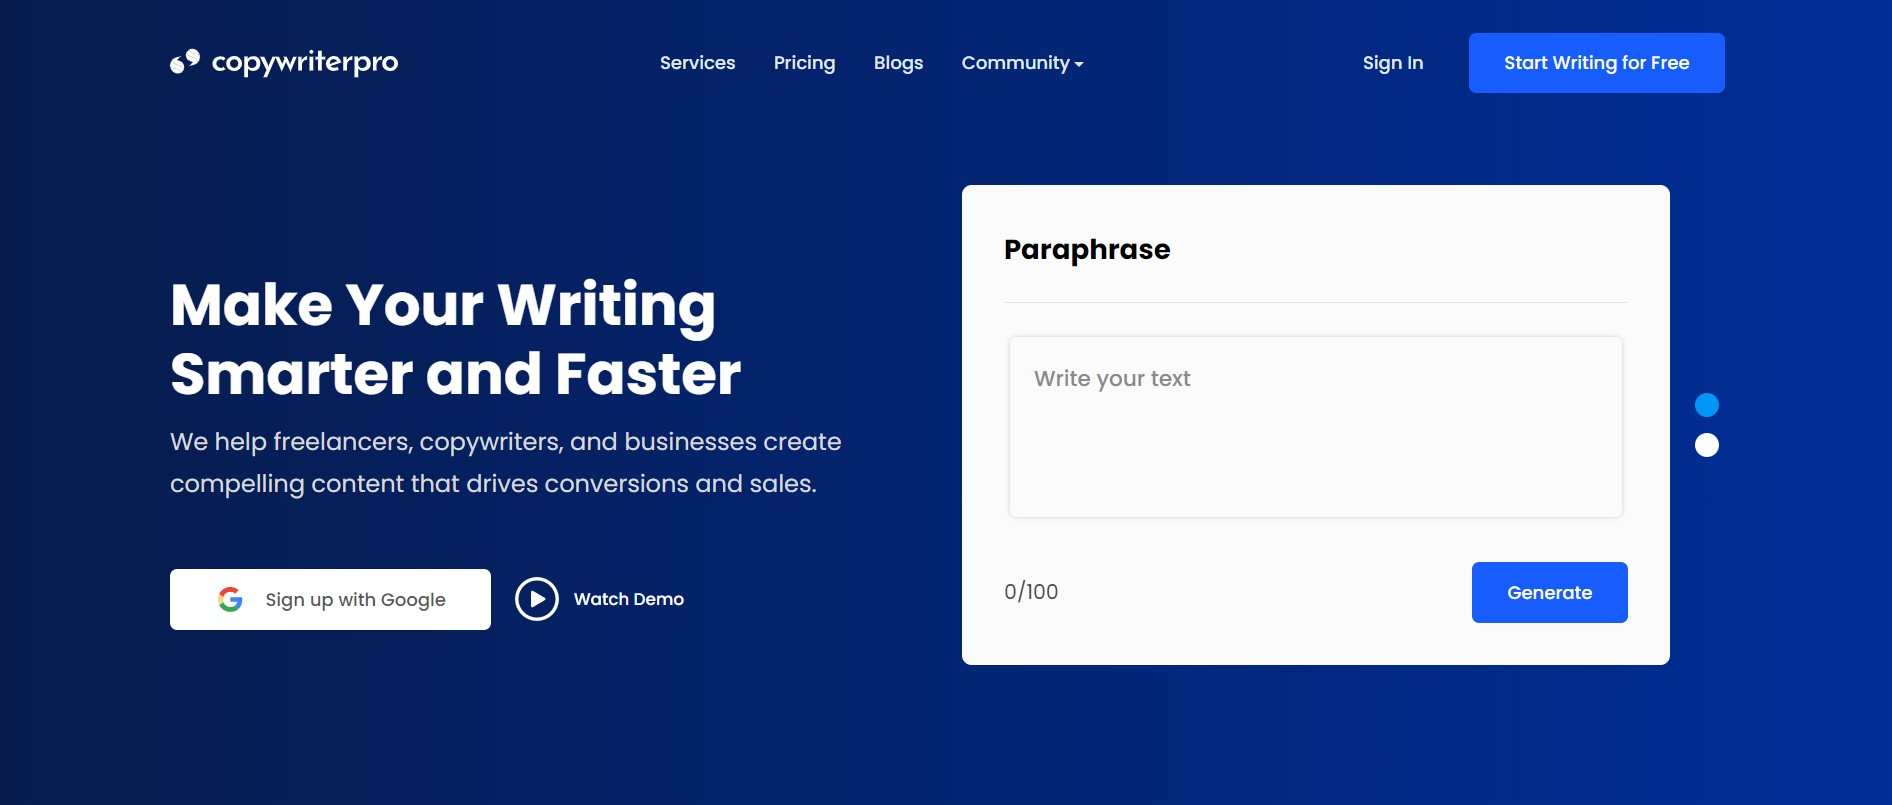 copywriterpro
Services
Pricing
Blogs
Community
Sign In
Start Writing for Free
Make Your Writing
Smarter and Faster
We help freelancers, copywriters, and businesses create
compelling content that drives conversions and sales.
Sign up with Google
Watch Demo
Paraphrase
Write your text
0/100
Generate